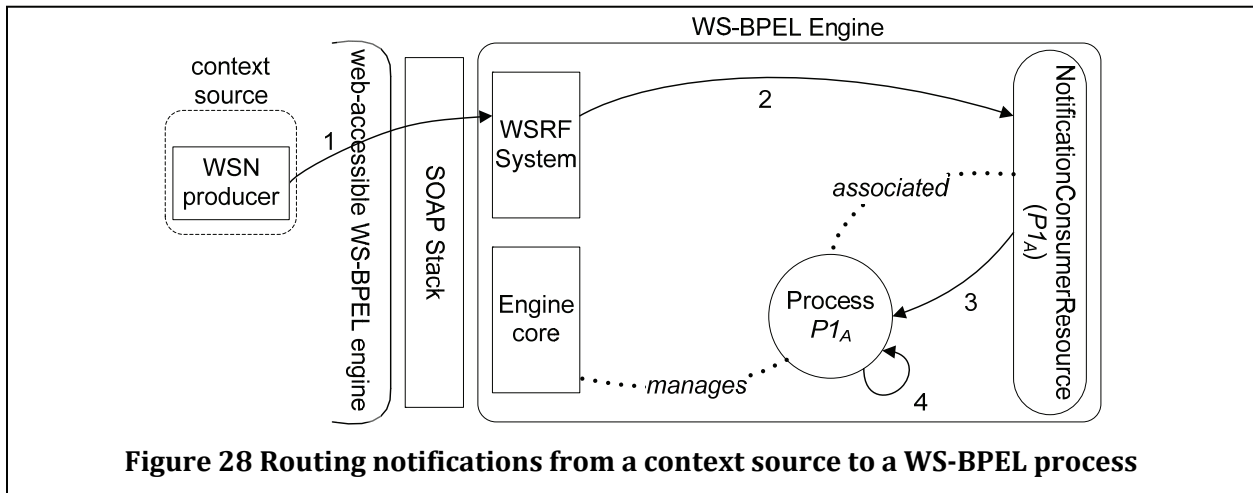 WS-BPEL Engine
context
source
WSN
producer
1
web-accessible WS-BPEL engine
SOAP Stack
WSRF
System
2
associated
NotificationConsumerResource
(P1A)
Engine
core
Process
P1A
3
manages
4
Figure 28 Routing notifications from a context source to a WS-BPEL process